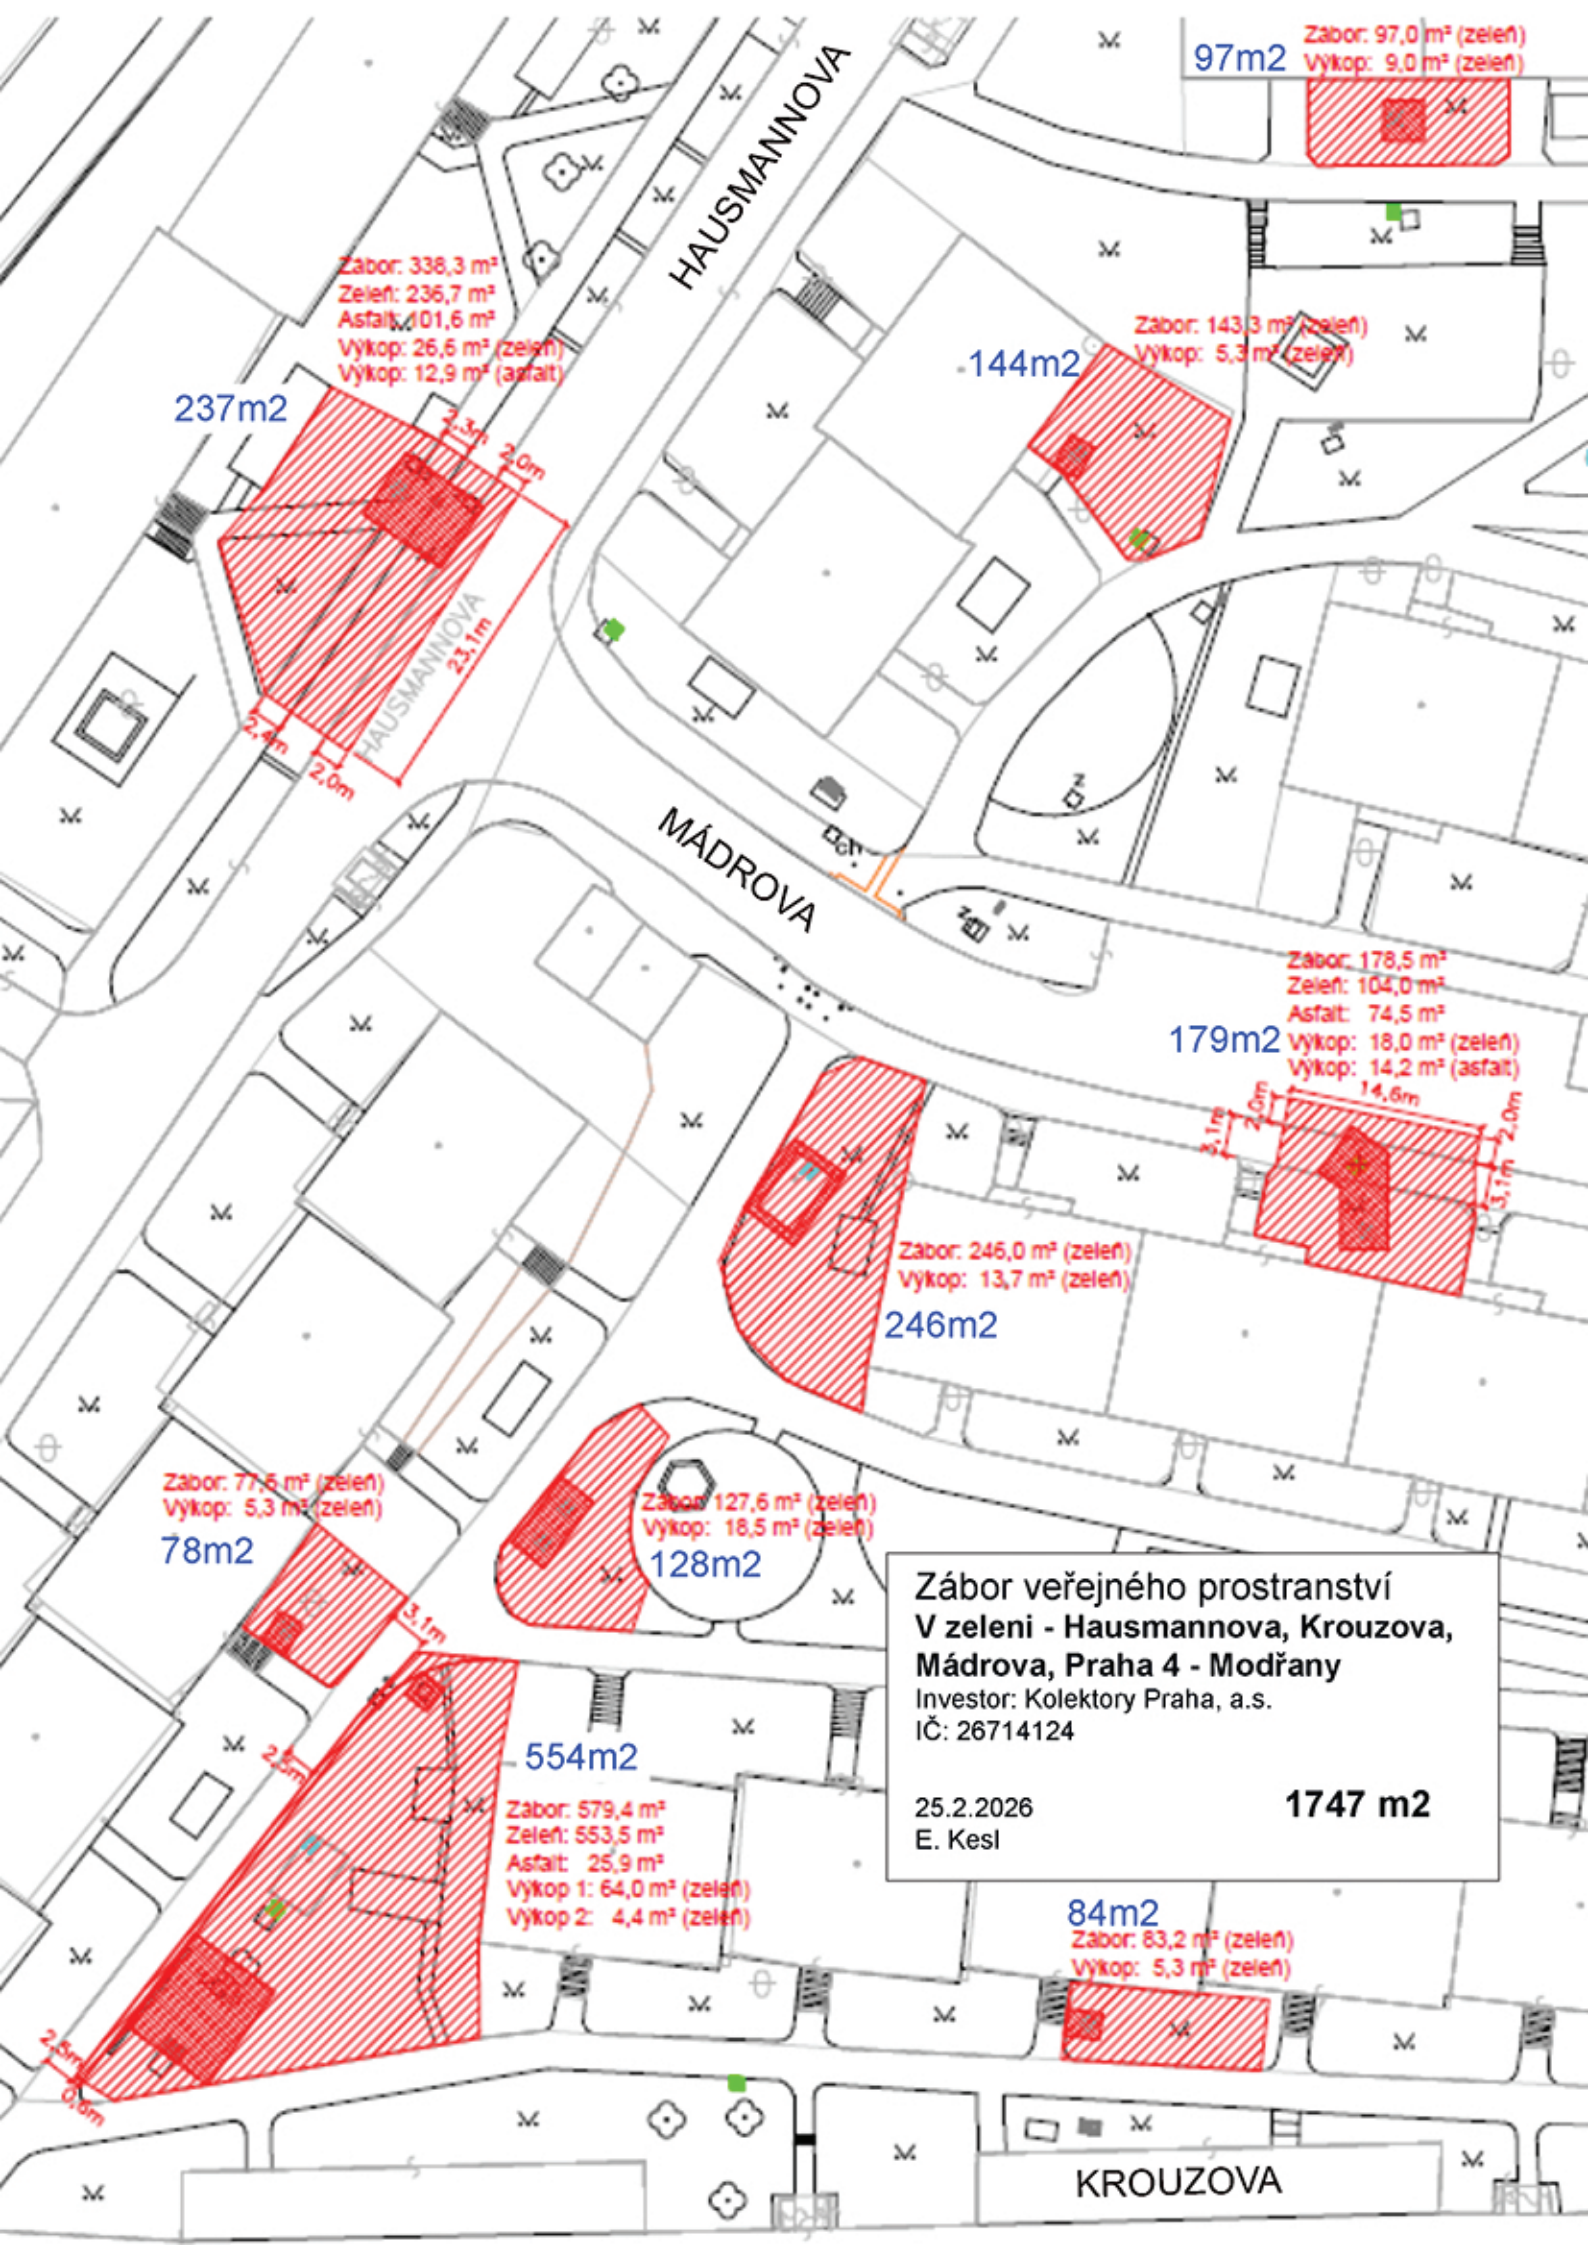 97m2
Zábor: 97,0 m² (zeleň)
Výkop: 9,0 m² (zeleň)
HAUSMANNOVA
Zábor: 338,3 m²
Zeleň: 236,7 m²
Asfalt: 101,6 m²
Výkop: 26,6 m² (zeleň)
Výkop: 12,9 m² (asfalt)
237m2
2,3m
2,0m
23,1m
HAUSMANNOVA
2,4m
2,0m
144m2
Zábor: 143,3 m² (zeleň)
Výkop: 5,3 m² (zeleň)
MÁDROVA
ch
z
z
179m2
Zábor: 178,5 m²
Zeleň: 104,0 m²
Asfalt: 74,5 m²
Výkop: 18,0 m² (zeleň)
Výkop: 14,2 m² (asfalt)
14,6m
2,0m
3,1m
2,0m
3,1m
Zábor: 246,0 m² (zeleň)
Výkop: 13,7 m² (zeleň)
246m2
Zábor: 77,6 m² (zeleň)
Výkop: 5,3 m² (zeleň)
78m2
Zábor: 127,6 m² (zeleň)
Výkop: 18,5 m² (zeleň)
128m2
3,1m
2,5m
554m2
Zábor: 579,4 m²
Zeleň: 553,5 m²
Asfalt: 25,9 m²
Výkop 1: 64,0 m² (zeleň)
Výkop 2: 4,4 m² (zeleň)
2,5m
0,6m
Zábor veřejného prostranství
V zeleni - Hausmannova, Krouzova,
Mádrova, Praha 4 - Modřany
Investor: Kolektory Praha, a.s.
IČ: 26714124
25.2.2026
1747 m2
E. Kesl
84m2
Zábor: 83,2 m² (zeleň)
Výkop: 5,3 m² (zeleň)
KROUZOVA